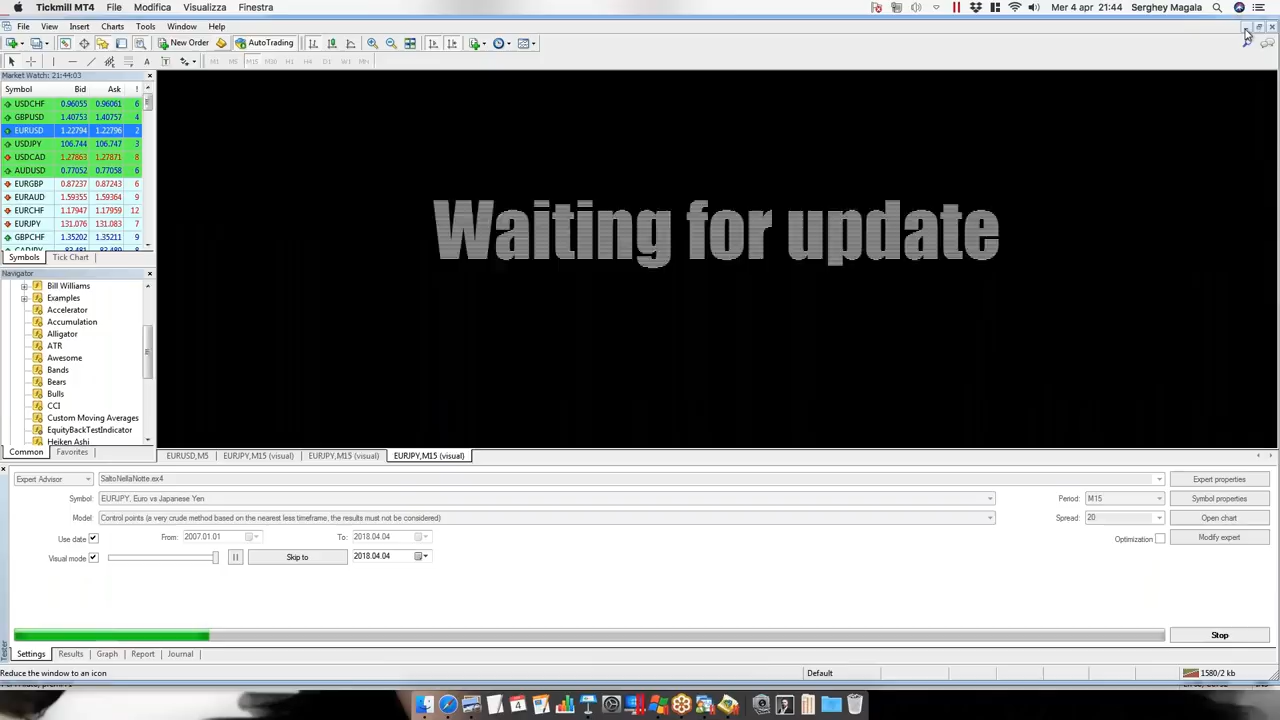 Tickmill MT4 File Modifica Visualizza Finestra Mer 4 apr 21:44 Serghey Magala
File View Insert Charts Tools Window Help
New Order AutoTrading
A T M1 M5 M15 M30 H1 H4 D1 W1 MN
Market Watch: 21:44:03
Symbol Bid Ask !
USDCHF 0.96055 0.96061 6
GBPUSD 1.40753 1.40757 4
EURUSD 1.22794 1.22796 2
USDJPY 106.744 106.747 3
USDCAD 1.27863 1.27871 8
AUDUSD 0.77052 0.77058 6
EURGBP 0.87237 0.87243 6
EURAUD 1.59355 1.59364 9
EURCHF 1.17947 1.17959 12
EURJPY 131.076 131.083 7
GBPCHF 1.35202 1.35211 9
Symbols Tick Chart
Waiting for update
Navigator
Bill Williams
Examples
Accelerator
Accumulation
Alligator
ATR
Awesome
Bands
Bears
Bulls
CCI
Custom Moving Averages
EquityBackTestIndicator
Heiken Ashi
Common Favorites
EURUSD,M5 EURJPY,M15 (visual) EURJPY,M15 (visual) EURJPY,M15 (visual)
Expert Advisor SaltoNellaNotte.ex4 Expert properties
Symbol: EURJPY, Euro vs Japanese Yen Period: M15 Symbol properties
Model: Control points (a very crude method based on the nearest less timeframe, the results must not be considered) Spread: 20 Open chart
Use date From: 2007.01.01 To: 2018.04.04 Optimization Modify expert
Visual mode Skip to 2018.04.04
Stop
Tester
Settings Results Graph Report Journal
Reduce the window to an icon Default 1580/2 kb